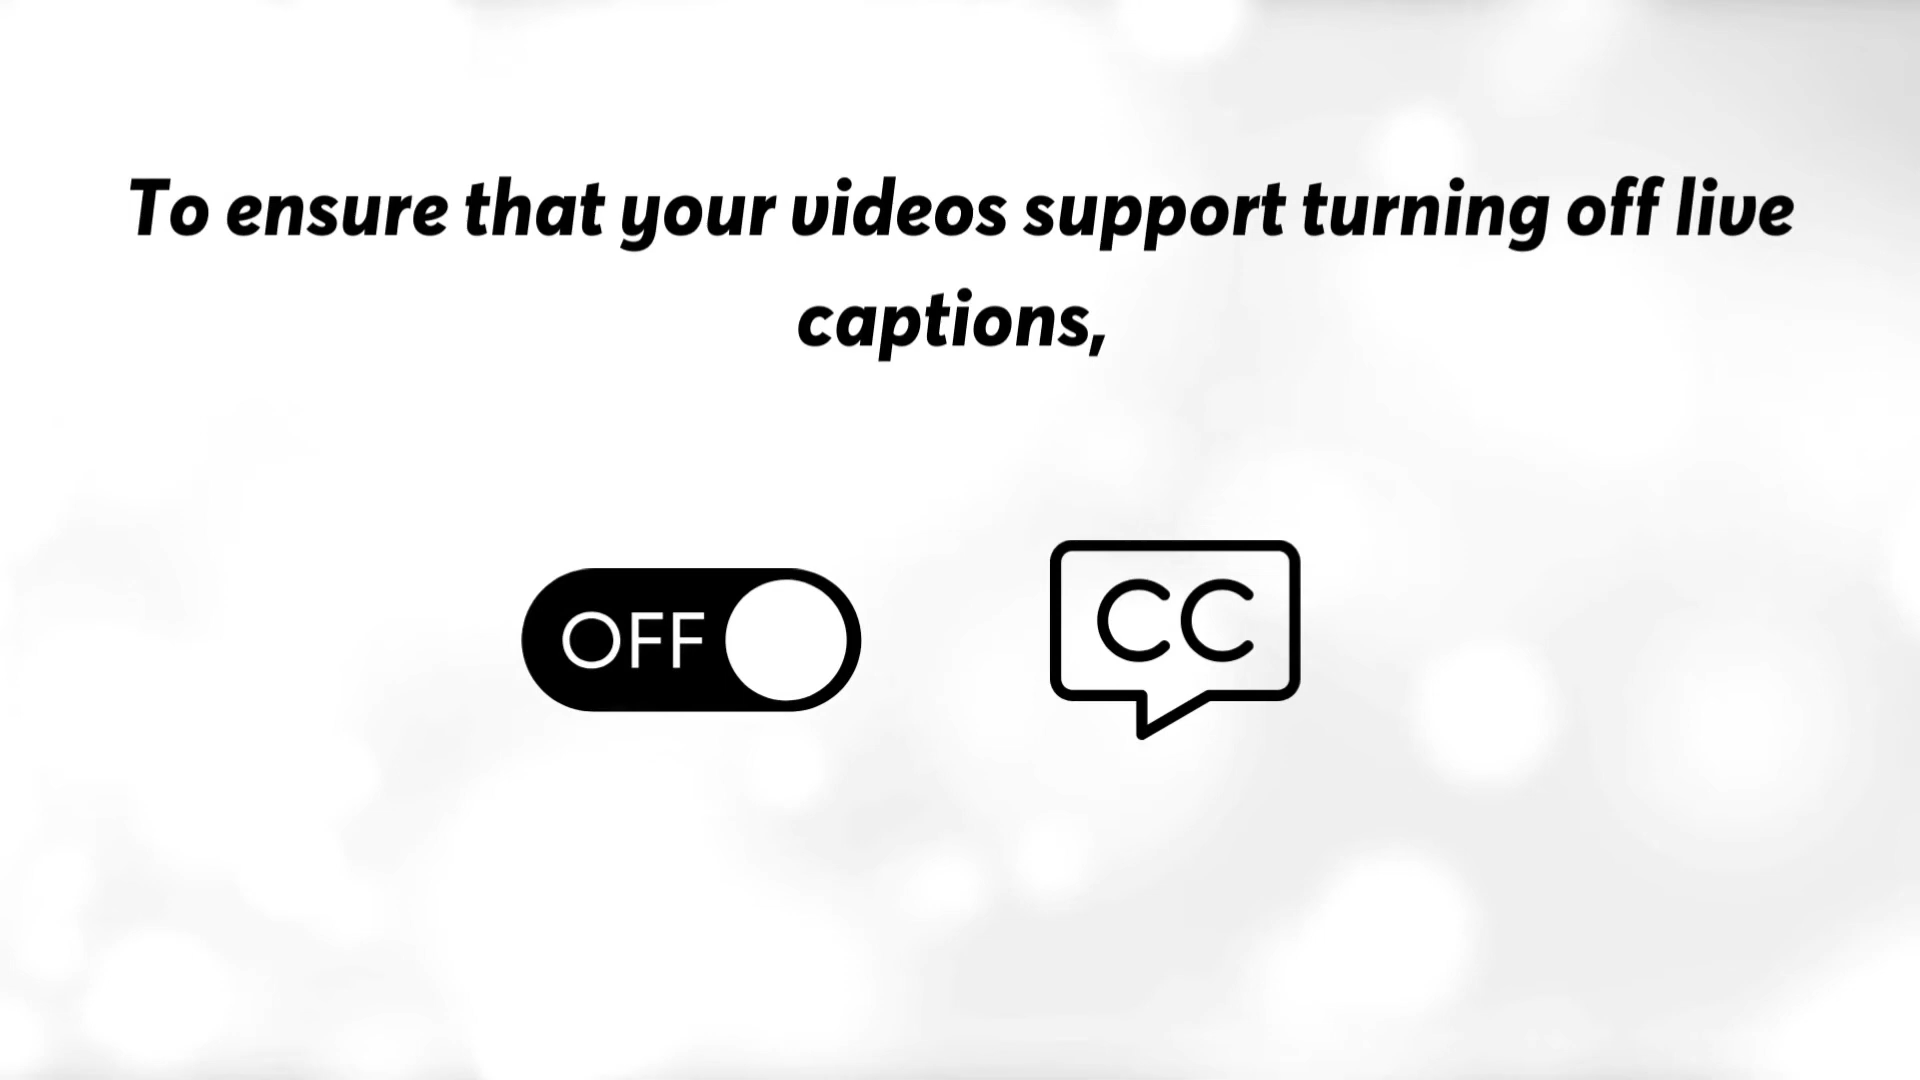 To ensure that your videos support turning off live
captions,
OFF
CC